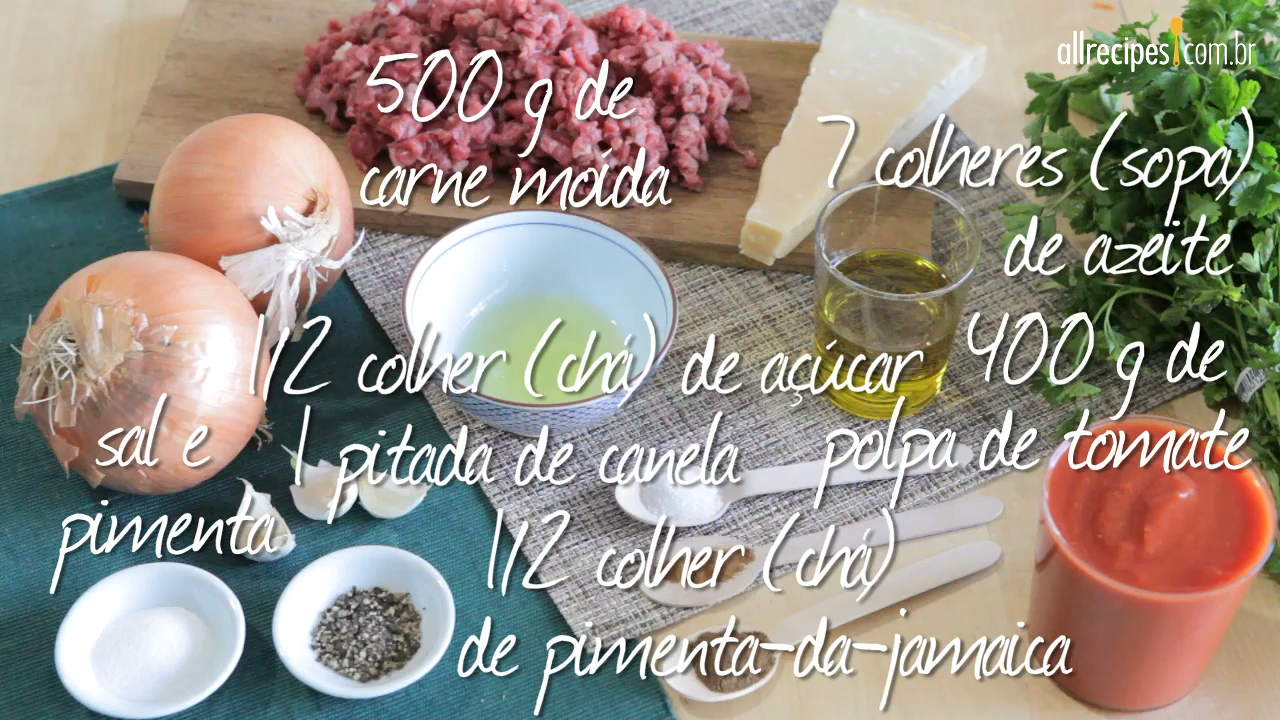 allrecipes com.br
500 g de
carne moída
7 colheres (sopa)
de azeite
1/2 colher (chá) de açúcar
400 g de
polpa de tomate
sal e
pimenta
1 pitada de canela
1/2 colher (chá)
de pimenta-da-jamaica